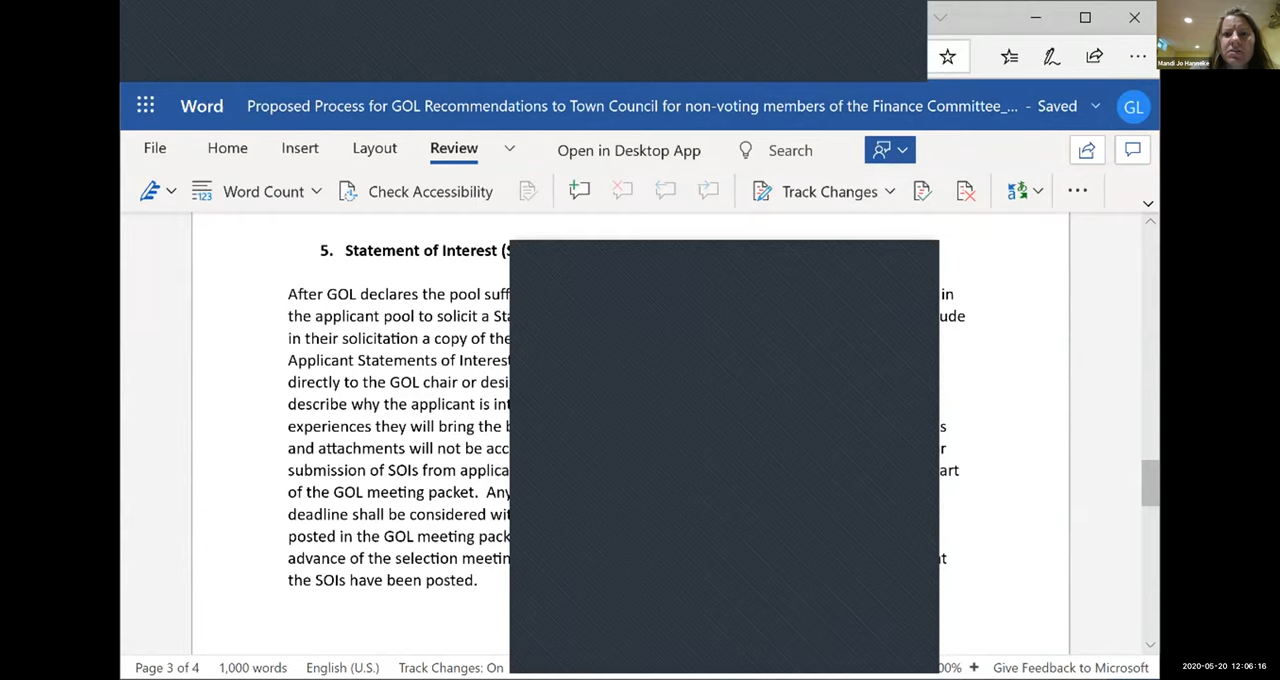 Mandi Jo Hanneke
Word Proposed Process for GOL Recommendations to Town Council for non-voting members of the Finance Committee_... - Saved GL
File Home Insert Layout Review Open in Desktop App Search
123 Word Count Check Accessibility Track Changes ...
5. Statement of Interest (S
After GOL declares the pool suff in
the applicant pool to solicit a Sta ude
in their solicitation a copy of the
Applicant Statements of Interest
directly to the GOL chair or desi
describe why the applicant is int
experiences they will bring the b s
and attachments will not be acc r
submission of SOIs from applica art
of the GOL meeting packet. Any
deadline shall be considered wit
posted in the GOL meeting pack
advance of the selection meetin t
the SOIs have been posted.
Page 3 of 4 1,000 words English (U.S.) Track Changes: On 00% + Give Feedback to Microsoft
2020-05-20 12:06:16